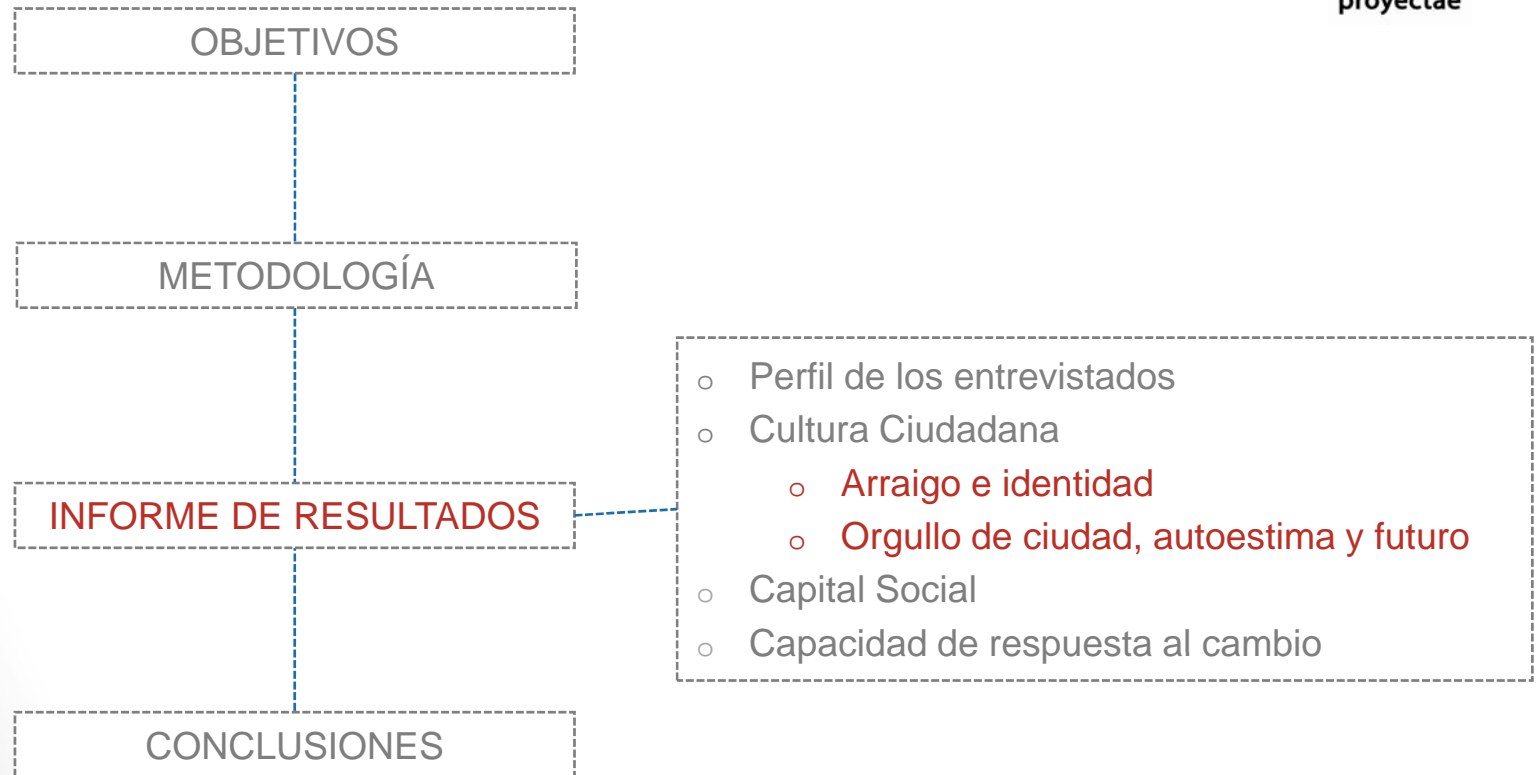 proyectae
OBJETIVOS
METODOLOGÍA
INFORME DE RESULTADOS
o Perfil de los entrevistados
o Cultura Ciudadana
o Arraigo e identidad
o Orgullo de ciudad, autoestima y futuro
o Capital Social
o Capacidad de respuesta al cambio
CONCLUSIONES